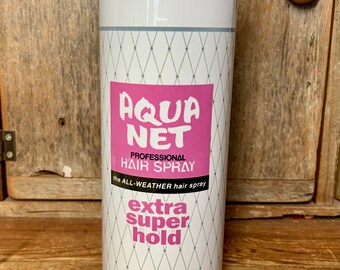 AQUA
NET
PROFESSIONAL
HAIR SPRAY
the ALL-WEATHER hair spray
extra
super
hold